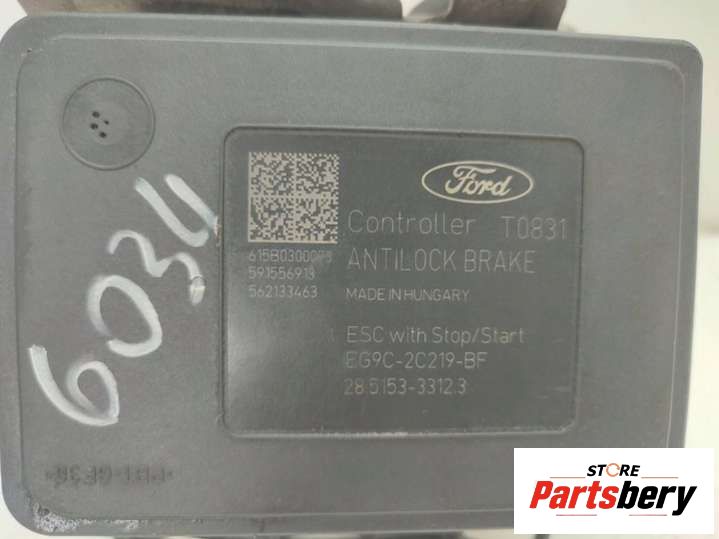 Ford
Controller T0831
ANTILOCK BRAKE
MADE IN HUNGARY
615B0300093
591556913
562133463
ESC with Stop/Start
EG9C-2C219-BF
28.5153-3312.3
6034
STORE
Partsbery